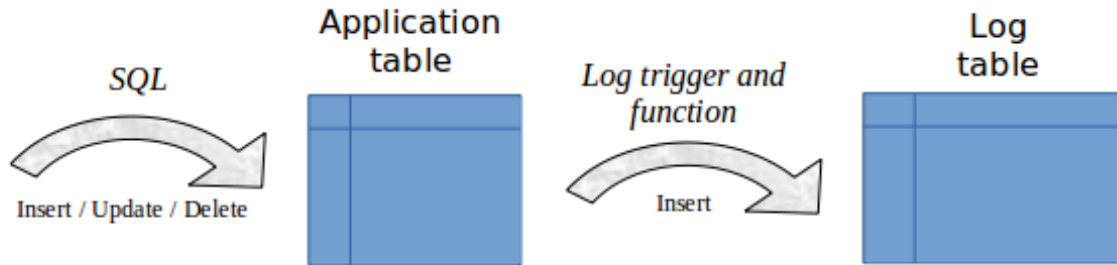 SQL
Insert / Update / Delete
Application
table
Log trigger and
function
Insert
Log
table